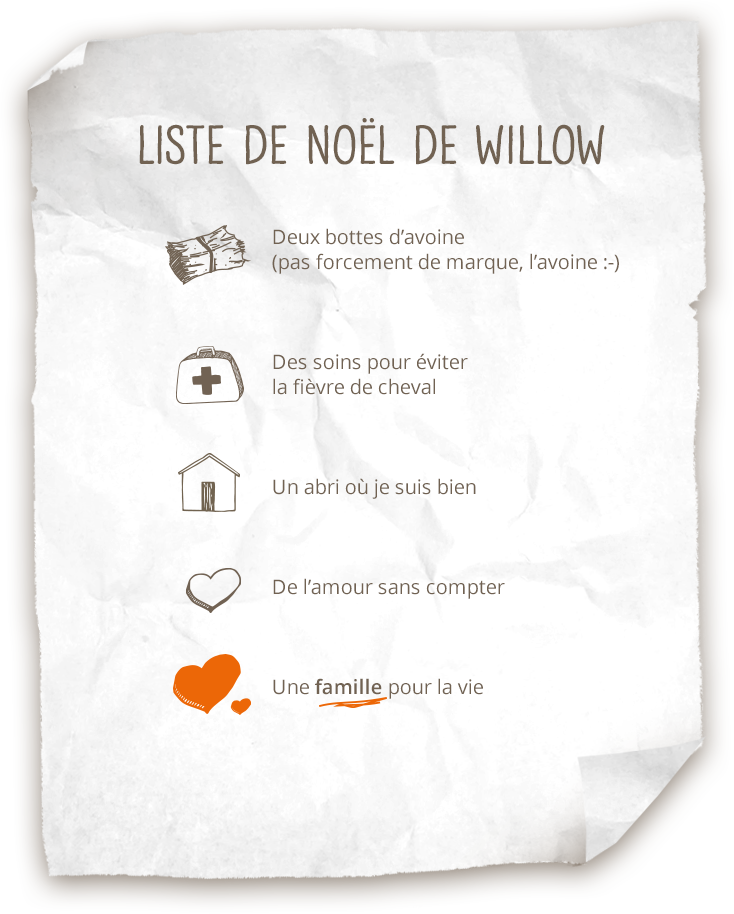 LISTE DE NOËL DE WILLOW
Deux bottes d’avoine
(pas forcement de marque, l’avoine :-)
Des soins pour éviter
la fièvre de cheval
Un abri où je suis bien
De l’amour sans compter
Une famille pour la vie